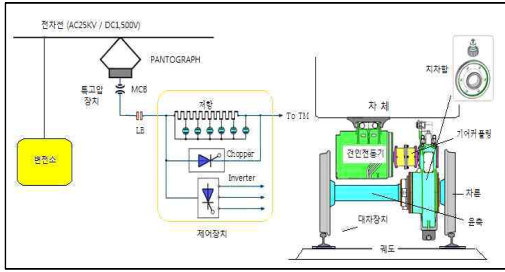 전차선 (AC25KV / DC1,500V)
PANTOGRAPH
특고압
장치
MCB
LB
변전소
저항
To TM
Chopper
Inverter
제어장치
차 체
견인전동기
치차함
기어커플링
차륜
윤축
대차장치
궤도